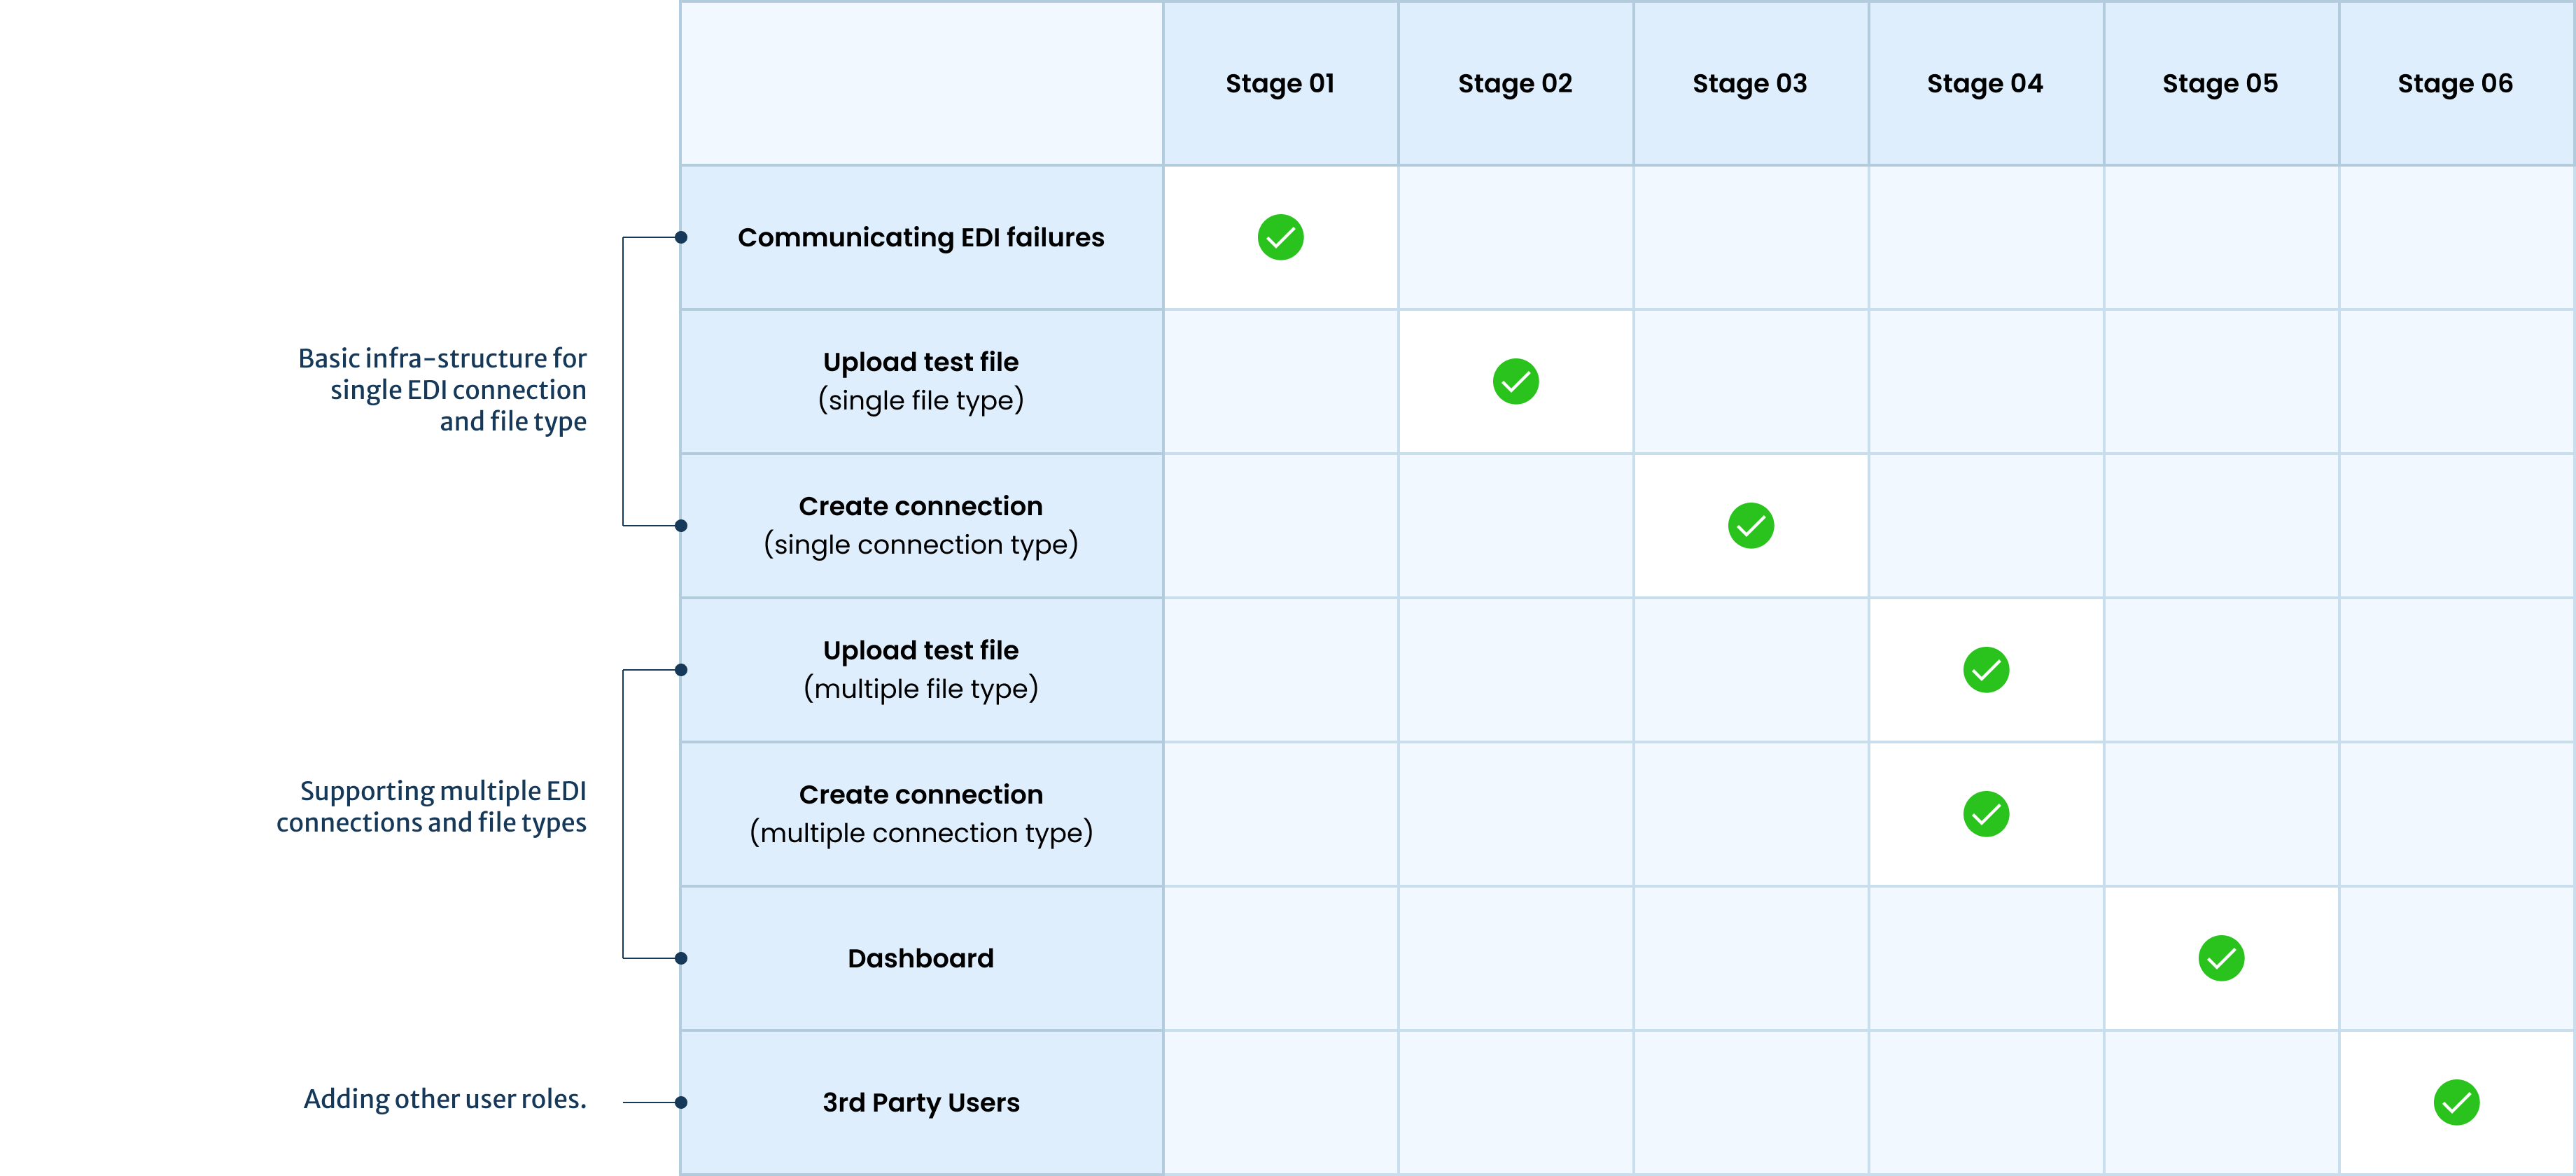 Stage 01
Stage 02
Stage 03
Stage 04
Stage 05
Stage 06
Basic infra-structure for
single EDI connection
and file type
Communicating EDI failures
Upload test file
(single file type)
Create connection
(single connection type)
Supporting multiple EDI
connections and file types
Upload test file
(multiple file type)
Create connection
(multiple connection type)
Dashboard
Adding other user roles.
3rd Party Users